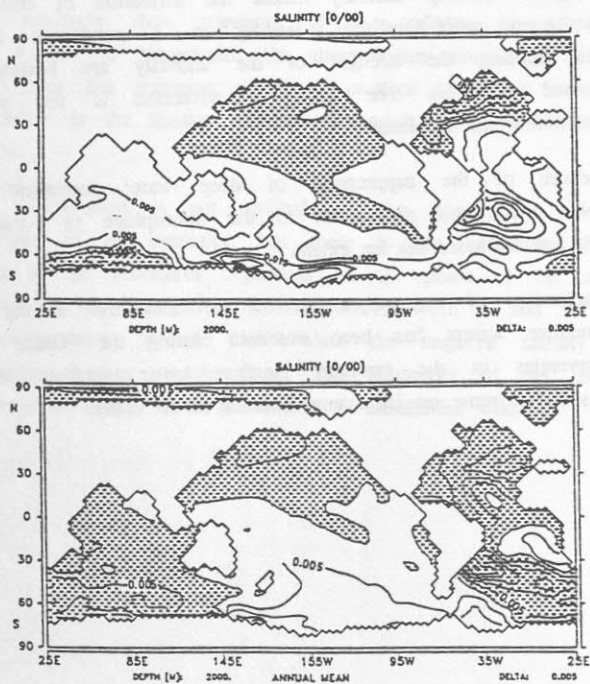 SALINITY [0/00]
90
N
60
30
0
30
60
S
90
0.005
0.005
0.015
0.005
25E 85E 145E 155W 95W 35W 25E
DEPTH [M]: 2000. DELTA: 0.005
SALINITY [0/00]
90
N
60
30
0
30
60
S
90
0.005
0.005
0.005
25E 85E 145E 155W 95W 35W 25E
DEPTH [M]: 2000. ANNUAL MEAN DELTA: 0.005